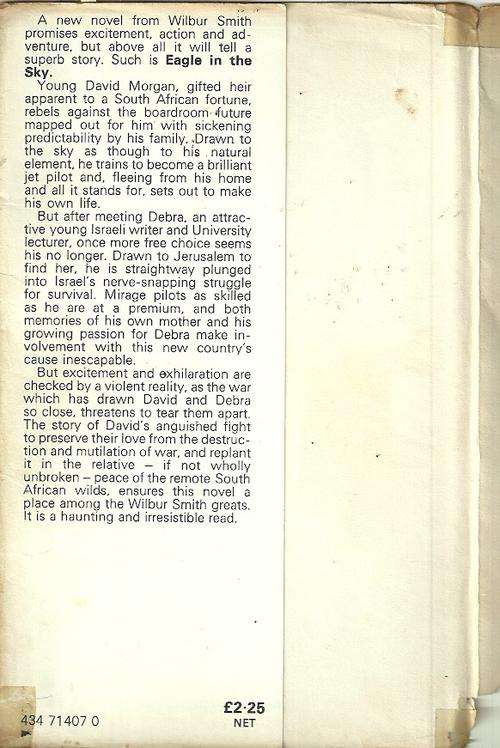 A new novel from Wilbur Smith
promises excitement, action and ad-
venture, but above all it will tell a
superb story. Such is Eagle in the
Sky.
Young David Morgan, gifted heir
apparent to a South African fortune,
rebels against the boardroom future
mapped out for him with sickening
predictability by his family. Drawn to
the sky as though to his natural
element, he trains to become a brilliant
jet pilot and, fleeing from his home
and all it stands for, sets out to make
his own life.
But after meeting Debra, an attrac-
tive young Israeli writer and University
lecturer, once more free choice seems
his no longer. Drawn to Jerusalem to
find her, he is straightway plunged
into Israel's nerve-snapping struggle
for survival. Mirage pilots as skilled
as he are at a premium, and both
memories of his own mother and his
growing passion for Debra make in-
volvement with this new country's
cause inescapable.
But excitement and exhilaration are
checked by a violent reality, as the war
which has drawn David and Debra
so close, threatens to tear them apart.
The story of David's anguished fight
to preserve their love from the destruc-
tion and mutilation of war, and replant
it in the relative – if not wholly
unbroken – peace of the remote South
African wilds, ensures this novel a
place among the Wilbur Smith greats.
It is a haunting and irresistible read.
£2·25
NET
434 71407 0